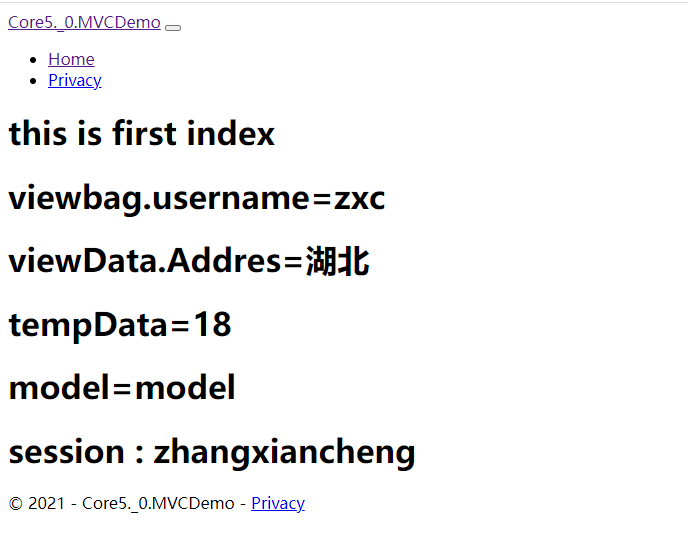 Core5._0.MVCDemo
Home
Privacy
this is first index
viewbag.username=zxc
viewData.Addres=湖北
tempData=18
model=model
session : zhangxiancheng
© 2021 - Core5._0.MVCDemo - Privacy